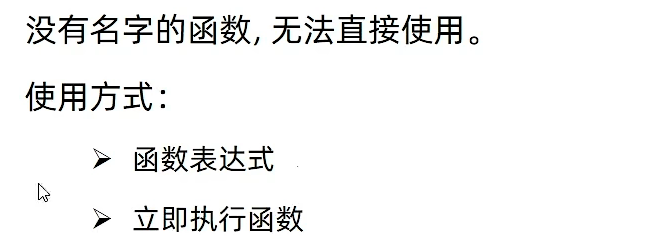 没有名字的函数, 无法直接使用。
使用方式：
➢ 函数表达式
➢ 立即执行函数